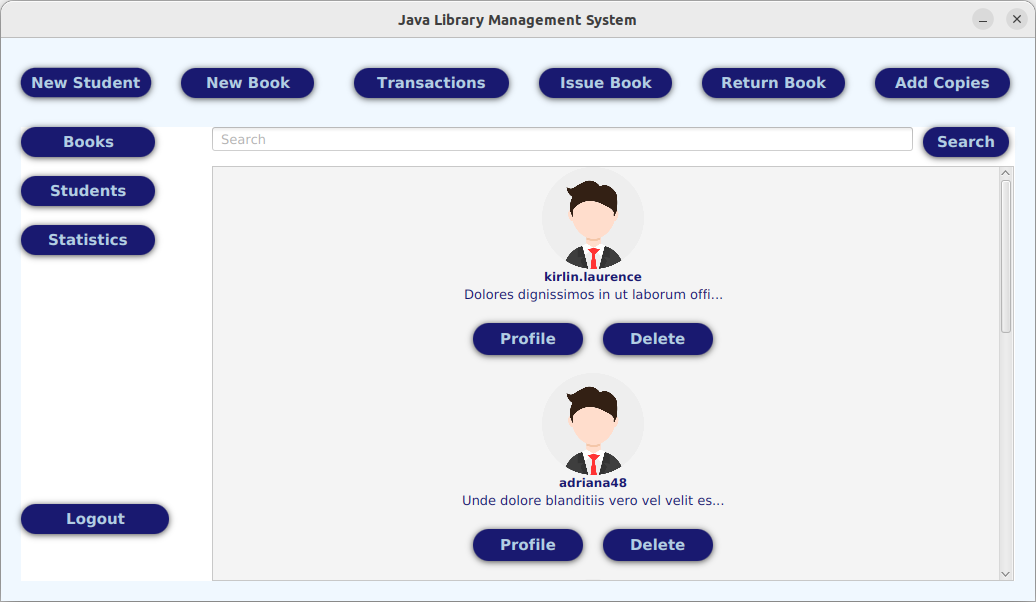 Java Library Management System
New Student New Book Transactions Issue Book Return Book Add Copies
Books
Search Search
Students
Statistics
kirlin.laurence
Dolores dignissimos in ut laborum offi...
Profile Delete
adriana48
Unde dolore blanditiis vero vel velit es...
Logout
Profile Delete